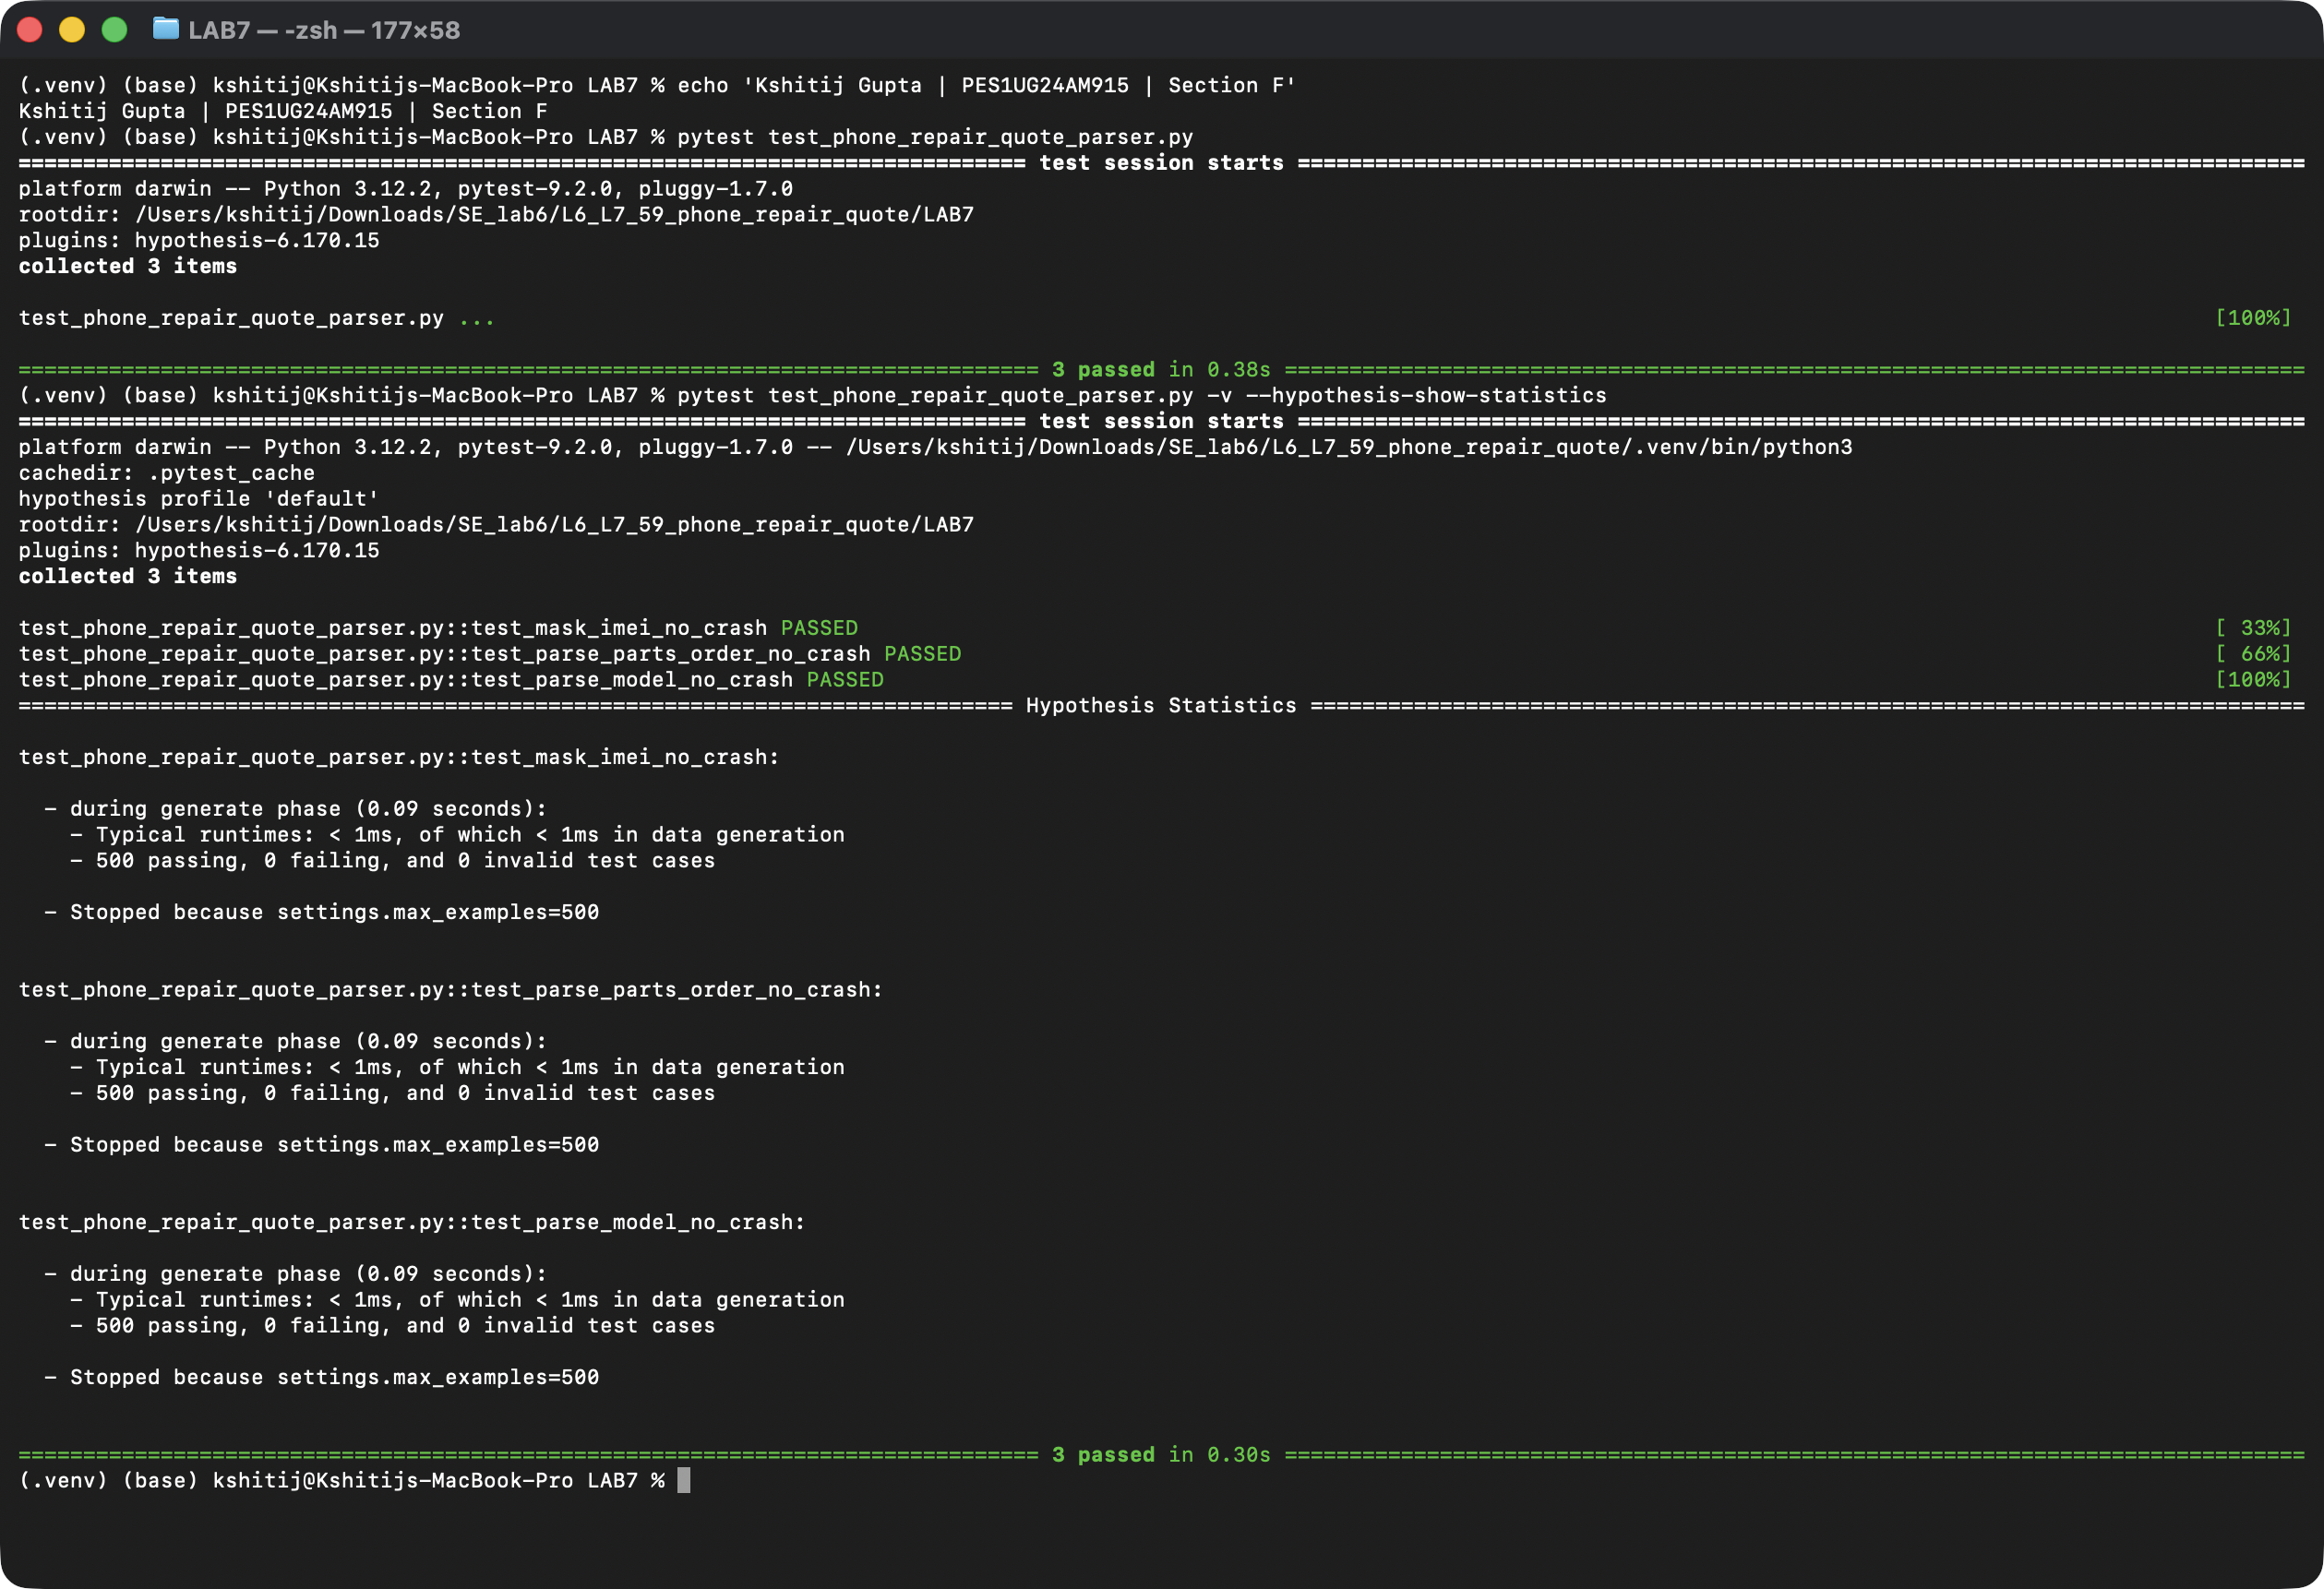 LAB7 — -zsh — 177×58
(.venv) (base) kshitij@Kshitijs-MacBook-Pro LAB7 % echo 'Kshitij Gupta | PES1UG24AM915 | Section F'
Kshitij Gupta | PES1UG24AM915 | Section F
(.venv) (base) kshitij@Kshitijs-MacBook-Pro LAB7 % pytest test_phone_repair_quote_parser.py
============================================================================== test session starts ==============================================================================
platform darwin -- Python 3.12.2, pytest-9.2.0, pluggy-1.7.0
rootdir: /Users/kshitij/Downloads/SE_lab6/L6_L7_59_phone_repair_quote/LAB7
plugins: hypothesis-6.170.15
collected 3 items
test_phone_repair_quote_parser.py ... [100%]
=============================================================================== 3 passed in 0.38s ===============================================================================
(.venv) (base) kshitij@Kshitijs-MacBook-Pro LAB7 % pytest test_phone_repair_quote_parser.py -v --hypothesis-show-statistics
============================================================================== test session starts ==============================================================================
platform darwin -- Python 3.12.2, pytest-9.2.0, pluggy-1.7.0 -- /Users/kshitij/Downloads/SE_lab6/L6_L7_59_phone_repair_quote/.venv/bin/python3
cachedir: .pytest_cache
hypothesis profile 'default'
rootdir: /Users/kshitij/Downloads/SE_lab6/L6_L7_59_phone_repair_quote/LAB7
plugins: hypothesis-6.170.15
collected 3 items
test_phone_repair_quote_parser.py::test_mask_imei_no_crash PASSED [ 33%]
test_phone_repair_quote_parser.py::test_parse_parts_order_no_crash PASSED [ 66%]
test_phone_repair_quote_parser.py::test_parse_model_no_crash PASSED [100%]
============================================================================= Hypothesis Statistics =============================================================================
test_phone_repair_quote_parser.py::test_mask_imei_no_crash:
- during generate phase (0.09 seconds):
- Typical runtimes: < 1ms, of which < 1ms in data generation
- 500 passing, 0 failing, and 0 invalid test cases
- Stopped because settings.max_examples=500
test_phone_repair_quote_parser.py::test_parse_parts_order_no_crash:
- during generate phase (0.09 seconds):
- Typical runtimes: < 1ms, of which < 1ms in data generation
- 500 passing, 0 failing, and 0 invalid test cases
- Stopped because settings.max_examples=500
test_phone_repair_quote_parser.py::test_parse_model_no_crash:
- during generate phase (0.09 seconds):
- Typical runtimes: < 1ms, of which < 1ms in data generation
- 500 passing, 0 failing, and 0 invalid test cases
- Stopped because settings.max_examples=500
=============================================================================== 3 passed in 0.30s ===============================================================================
(.venv) (base) kshitij@Kshitijs-MacBook-Pro LAB7 %